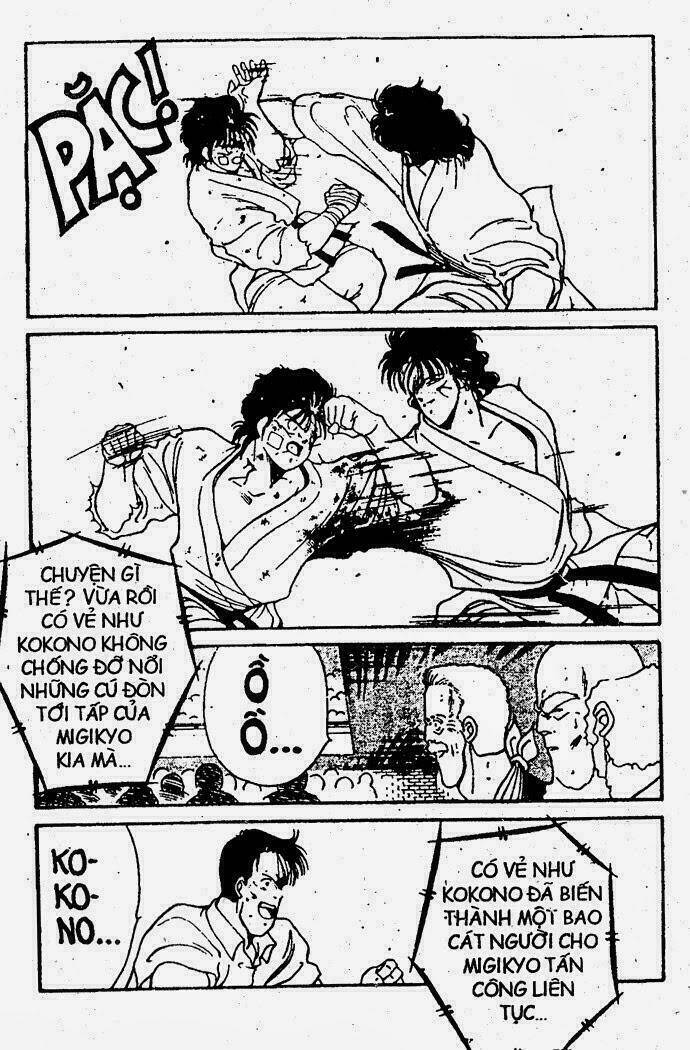 PẶC!
CHUYỆN GÌ
THẾ? VỪA RỒI
CÓ VẺ NHƯ
KOKONO KHÔNG
CHỐNG ĐỠ NỔI
NHỮNG CÚ ĐÒN
TỚI TẤP CỦA
MIGIKYO
KIA MÀ...
Ồ
Ồ...
KO-
KO-
NO...
CÓ VẺ NHƯ
KOKONO ĐÃ BIẾN
THÀNH MỘT BAO
CÁT NGƯỜI CHO
MIGIKYO TẤN
CÔNG LIÊN
TỤC...